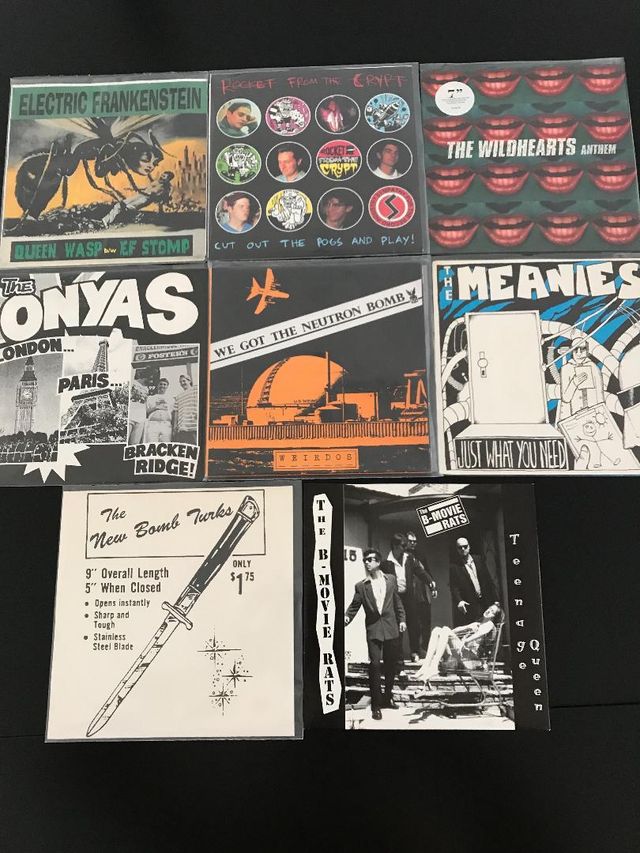 ELECTRIC FRANKENSTEIN
QUEEN WASP b/w EF STOMP
ROCKET FROM THE CRYPT
ROCKET
FROM THE
CRYPT
CUT OUT THE POGS AND PLAY!
7"
THE WILDHEARTS ANTHEM
THE
ONYAS
ONDON...
PARIS...
BRACKEN
RIDGE!
WE GOT THE NEUTRON BOMB
WEIRDOS
THE MEANIES
JUST WHAT YOU NEED
The
New Bomb Turks
9" Overall Length
5" When Closed
• Opens instantly
• Sharp and
Tough
• Stainless
Steel Blade
ONLY
$1 75
THE B-MOVIE RATS
The
B-MOVIE
RATS
Teenage Queen